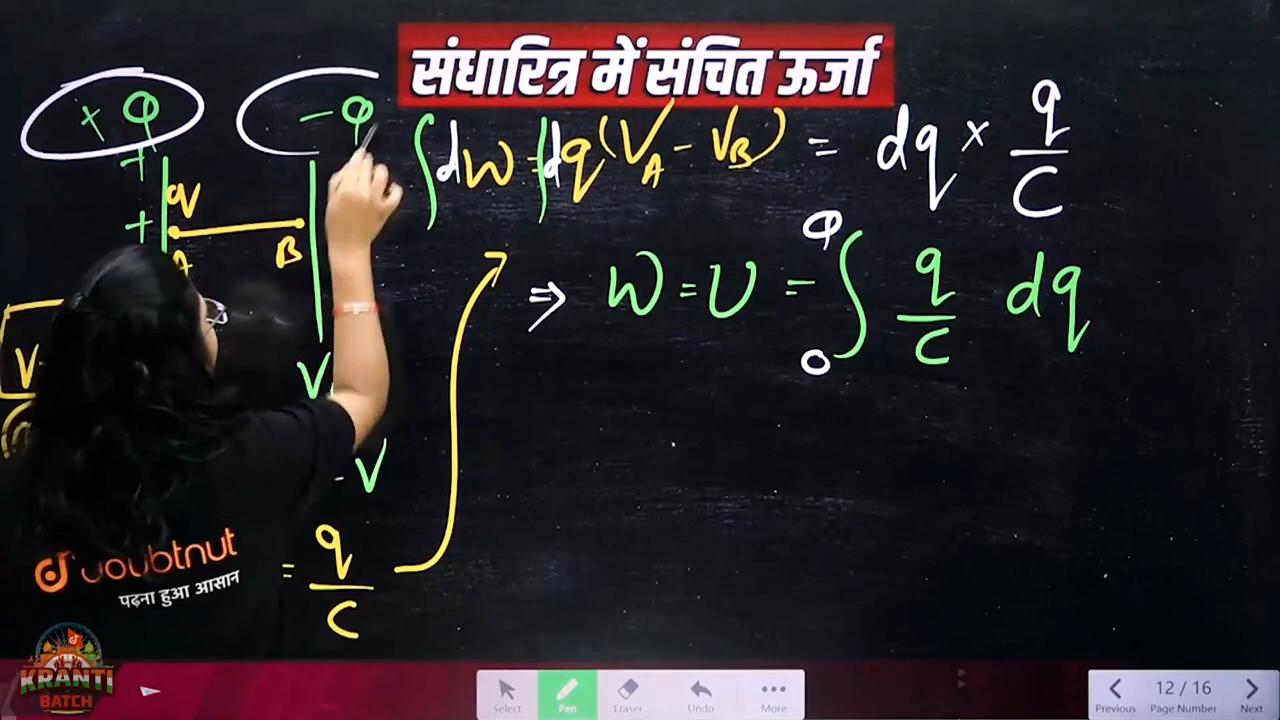 संधारित्र में संचित ऊर्जा
+ Q - Q
∫dW = ∫dq(V_A - V_B) = dq × q/C
+
q
+
A B
⇒ W = U = ∫₀^Q q/C dq
V
V
- V
= q/C
doubtnut
पढ़ना हुआ आसान
KRANTI
BATCH
Select Pen Eraser Undo More
Previous 12 / 16 Page Number Next